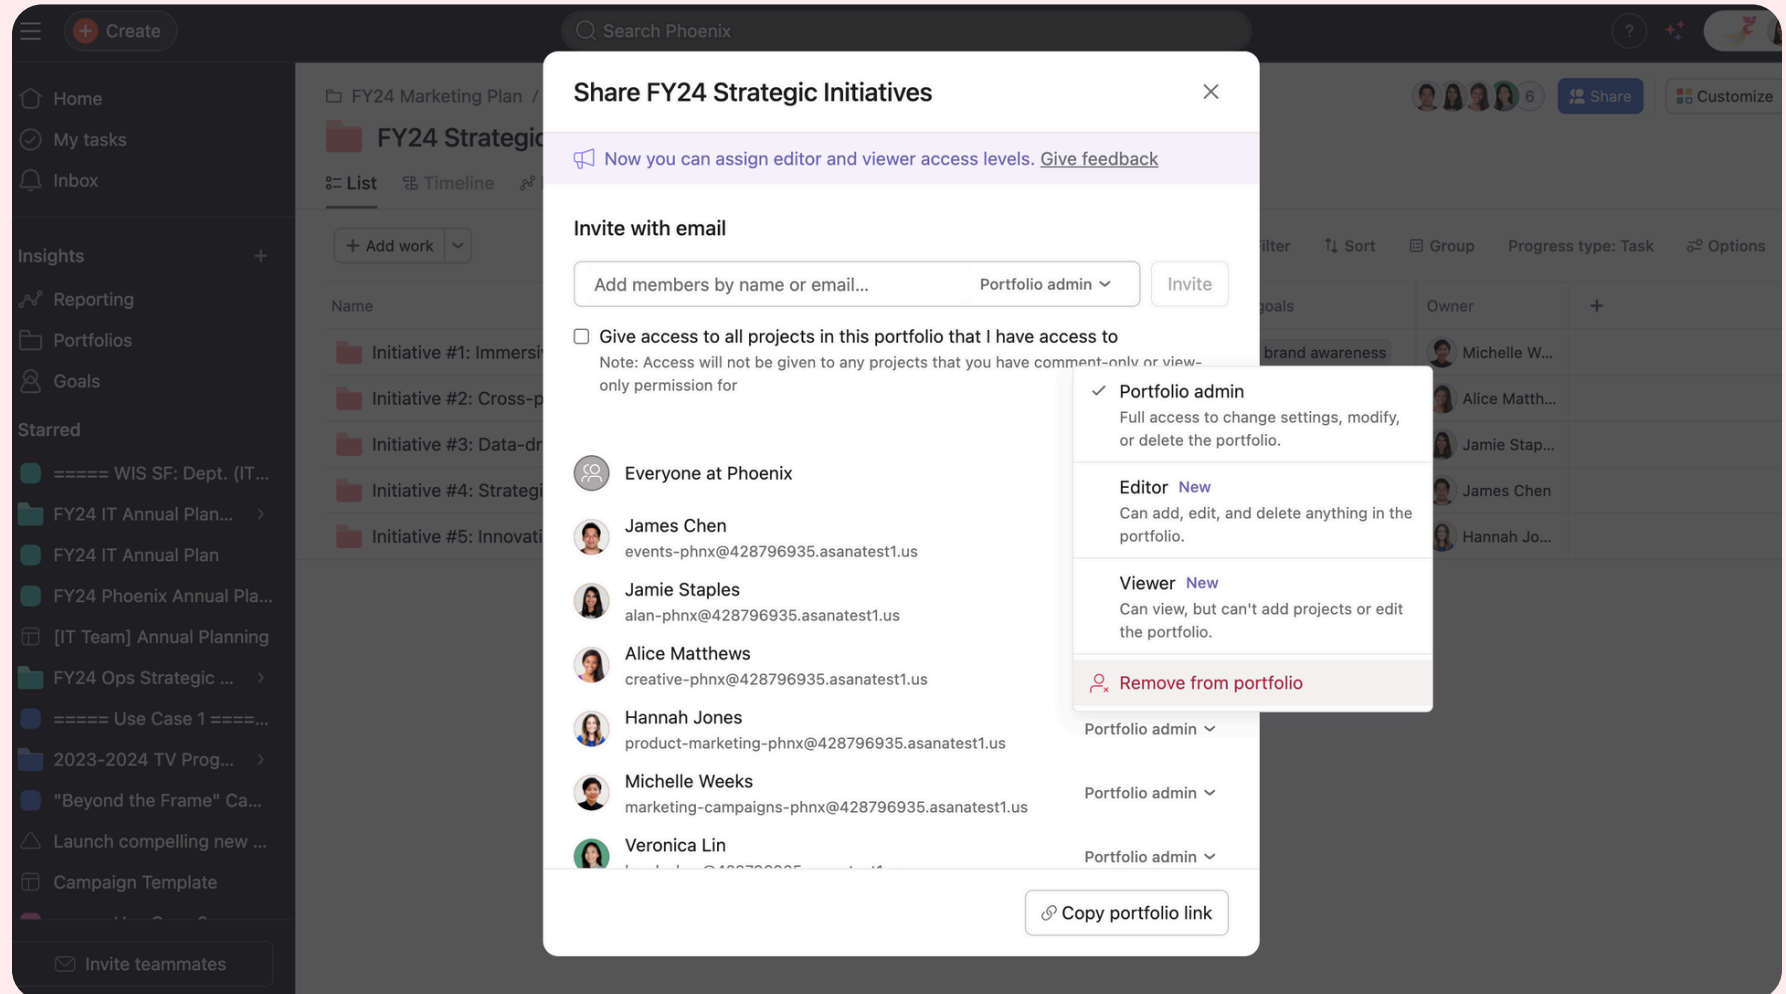 Create
Search Phoenix
?
Home
My tasks
Inbox
Insights
+
Reporting
Portfolios
Goals
Starred
===== WIS SF: Dept. (IT...
FY24 IT Annual Plan...
FY24 IT Annual Plan
FY24 Phoenix Annual Pla...
[IT Team] Annual Planning
FY24 Ops Strategic ...
===== Use Case 1 ====...
2023-2024 TV Prog...
"Beyond the Frame" Ca...
Launch compelling new ...
Campaign Template
Invite teammates
FY24 Marketing Plan /
FY24 Strategic
6
Share
Customize
List
Timeline
+ Add work
Sort
Group
Progress type: Task
Options
Name
goals
Owner
+
Initiative #1:
brand awareness
Michelle W...
Initiative #2:
Alice Matth...
Initiative #3:
Jamie Stap...
Initiative #4:
James Chen
Initiative #5:
Hannah Jo...
Share FY24 Strategic Initiatives
Now you can assign editor and viewer access levels. Give feedback
Invite with email
Add members by name or email...
Portfolio admin
Invite
Give access to all projects in this portfolio that I have access to
Note: Access will not be given to any projects that you have comment-only or view-
only permission for
Everyone at Phoenix
James Chen
events-phnx@428796935.asanatest1.us
Jamie Staples
alan-phnx@428796935.asanatest1.us
Alice Matthews
creative-phnx@428796935.asanatest1.us
Hannah Jones
product-marketing-phnx@428796935.asanatest1.us
Portfolio admin
Michelle Weeks
marketing-campaigns-phnx@428796935.asanatest1.us
Portfolio admin
Veronica Lin
Portfolio admin
Copy portfolio link
Portfolio admin
Full access to change settings, modify,
or delete the portfolio.
Editor New
Can add, edit, and delete anything in the
portfolio.
Viewer New
Can view, but can't add projects or edit
the portfolio.
Remove from portfolio